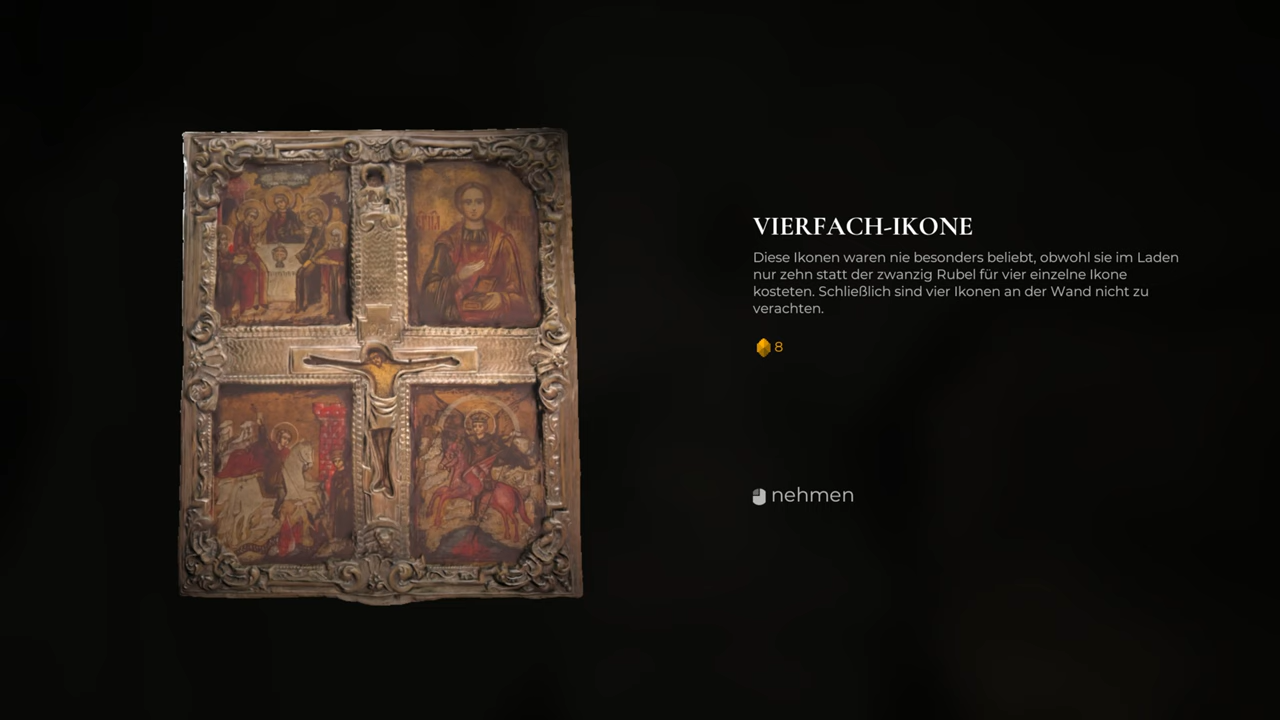 VIERFACH-IKONE
Diese Ikonen waren nie besonders beliebt, obwohl sie im Laden
nur zehn statt der zwanzig Rubel für vier einzelne Ikone
kosteten. Schließlich sind vier Ikonen an der Wand nicht zu
verachten.
8
nehmen